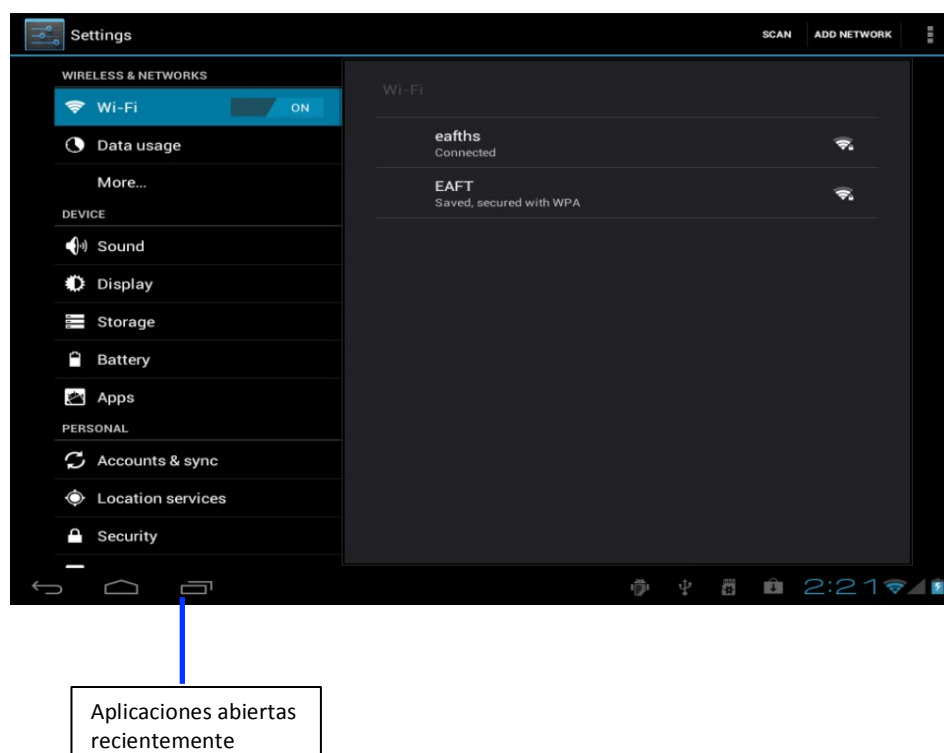 Settings
SCAN
ADD NETWORK
WIRELESS & NETWORKS
Wi-Fi
ON
Data usage
More...
DEVICE
Sound
Display
Storage
Battery
Apps
PERSONAL
Accounts & sync
Location services
Security
Wi-Fi
eafths
Connected
EAFT
Saved, secured with WPA
2:21
Aplicaciones abiertas
recientemente